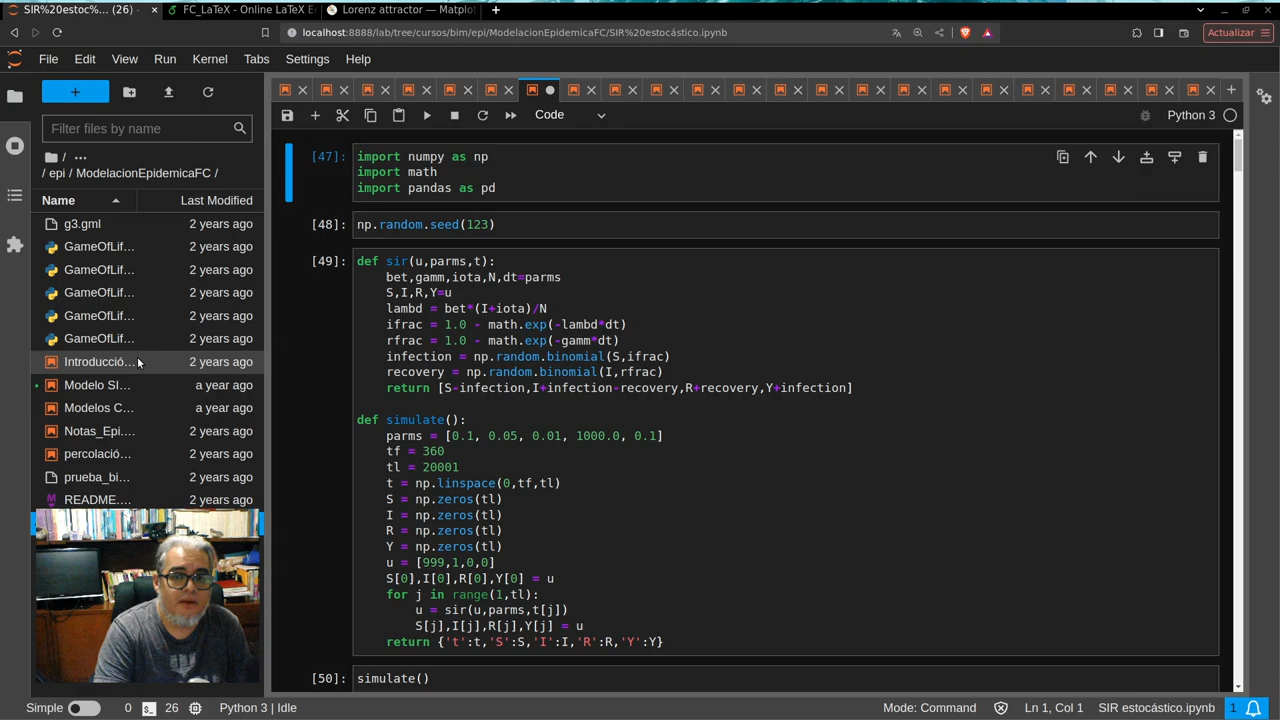 SIR%20estoc%... (26) -
FC_LaTeX - Online LaTeX E
Lorenz attractor — Matplot
localhost:8888/lab/tree/cursos/bim/epi/ModelacionEpidemicaFC/SIR%20estocástico.ipynb
Actualizar
File Edit View Run Kernel Tabs Settings Help
Filter files by name
Code
Python 3
/ ...
/ epi / ModelacionEpidemicaFC /
Name
Last Modified
g3.gml 2 years ago
GameOfLif... 2 years ago
GameOfLif... 2 years ago
GameOfLif... 2 years ago
GameOfLif... 2 years ago
GameOfLif... 2 years ago
Introducció... 2 years ago
Modelo SI... a year ago
Modelos C... a year ago
Notas_Epi.... 2 years ago
percolació... 2 years ago
prueba_bi... 2 years ago
README.... 2 years ago
[47]:
import numpy as np
import math
import pandas as pd
[48]:
np.random.seed(123)
[49]:
def sir(u,parms,t):
bet,gamm,iota,N,dt=parms
S,I,R,Y=u
lambd = bet*(I+iota)/N
ifrac = 1.0 - math.exp(-lambd*dt)
rfrac = 1.0 - math.exp(-gamm*dt)
infection = np.random.binomial(S,ifrac)
recovery = np.random.binomial(I,rfrac)
return [S-infection,I+infection-recovery,R+recovery,Y+infection]
def simulate():
parms = [0.1, 0.05, 0.01, 1000.0, 0.1]
tf = 360
tl = 20001
t = np.linspace(0,tf,tl)
S = np.zeros(tl)
I = np.zeros(tl)
R = np.zeros(tl)
Y = np.zeros(tl)
u = [999,1,0,0]
S[0],I[0],R[0],Y[0] = u
for j in range(1,tl):
u = sir(u,parms,t[j])
S[j],I[j],R[j],Y[j] = u
return {'t':t,'S':S,'I':I,'R':R,'Y':Y}
[50]:
simulate()
Simple 0 26 Python 3 | Idle
Mode: Command Ln 1, Col 1 SIR estocástico.ipynb 1